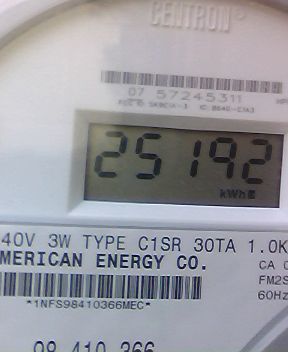 CENTRON®
07 57245311
25192
kWh
40V 3W TYPE C1SR 30TA 1.0K
MERICAN ENERGY CO.
CA 0
FM2S
*1NFS98410366MEC*
60Hz
98 410 366